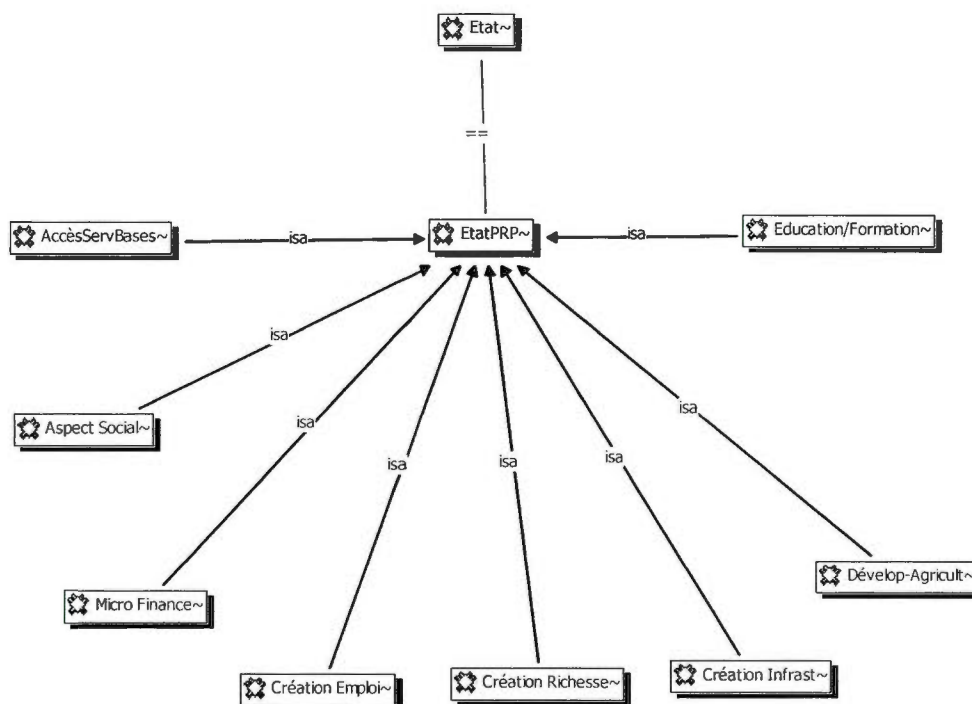 Etat~
==
AccèsServBases~
isa
EtatPRP~
isa
Education/Formation~
isa
Aspect Social~
isa
isa
isa
isa
isa
Micro Finance~
Dévelop-Agricult~
Création Emploi~
Création Richesse~
Création Infrast~